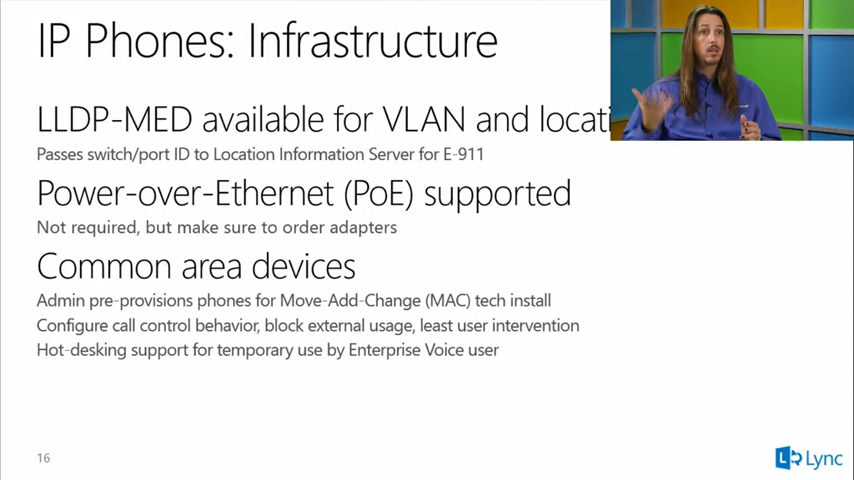 IP Phones: Infrastructure
LLDP-MED available for VLAN and
Passes switch/port ID to Location Information Server for E-911
Power-over-Ethernet (PoE) supported
Not required, but make sure to order adapters
Common area devices
Admin pre-provisions phones for Move-Add-Change (MAC) tech install
Configure call control behavior, block external usage, least user intervention
Hot-desking support for temporary use by Enterprise Voice user
16
L Lync